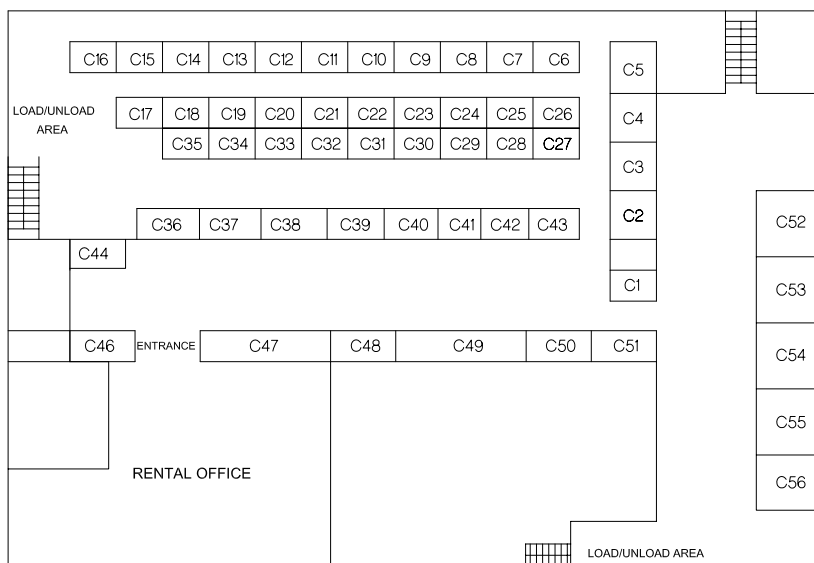 C16 C15 C14 C13 C12 C11 C10 C9 C8 C7 C6
C5
LOAD/UNLOAD
AREA
C17 C18 C19 C20 C21 C22 C23 C24 C25 C26
C4
C35 C34 C33 C32 C31 C30 C29 C28 C27
C3
C2
C36 C37 C38 C39 C40 C41 C42 C43
C52
C44
C1
C53
C46 ENTRANCE C47 C48 C49 C50 C51
C54
C55
RENTAL OFFICE
C56
LOAD/UNLOAD AREA